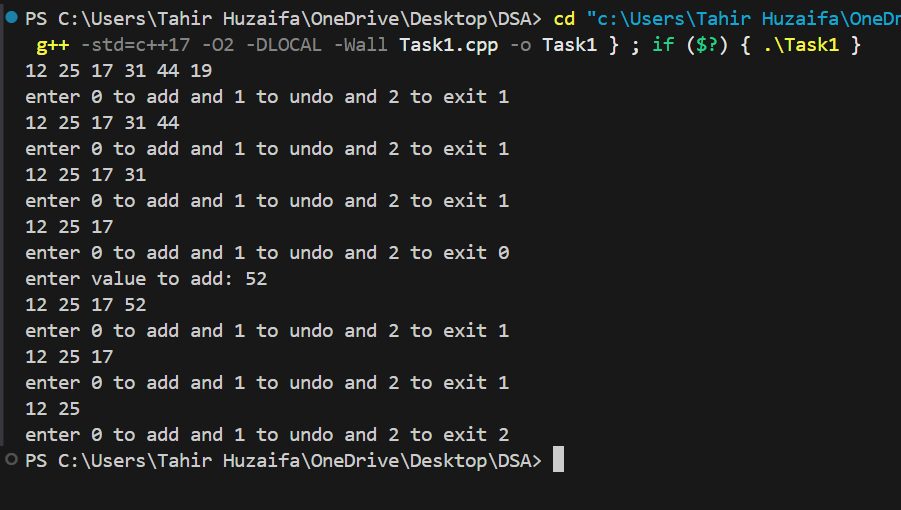 PS C:\Users\Tahir Huzaifa\OneDrive\Desktop\DSA> cd "c:\Users\Tahir Huzaifa\OneDr
g++ -std=c++17 -O2 -DLOCAL -Wall Task1.cpp -o Task1 } ; if ($?) { .\Task1 }
12 25 17 31 44 19
enter 0 to add and 1 to undo and 2 to exit 1
12 25 17 31 44
enter 0 to add and 1 to undo and 2 to exit 1
12 25 17 31
enter 0 to add and 1 to undo and 2 to exit 1
12 25 17
enter 0 to add and 1 to undo and 2 to exit 0
enter value to add: 52
12 25 17 52
enter 0 to add and 1 to undo and 2 to exit 1
12 25 17
enter 0 to add and 1 to undo and 2 to exit 1
12 25
enter 0 to add and 1 to undo and 2 to exit 2
PS C:\Users\Tahir Huzaifa\OneDrive\Desktop\DSA>